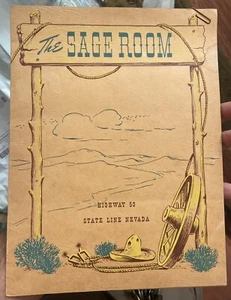 The SAGE ROOM
HIGHWAY 50
STATE LINE NEVADA